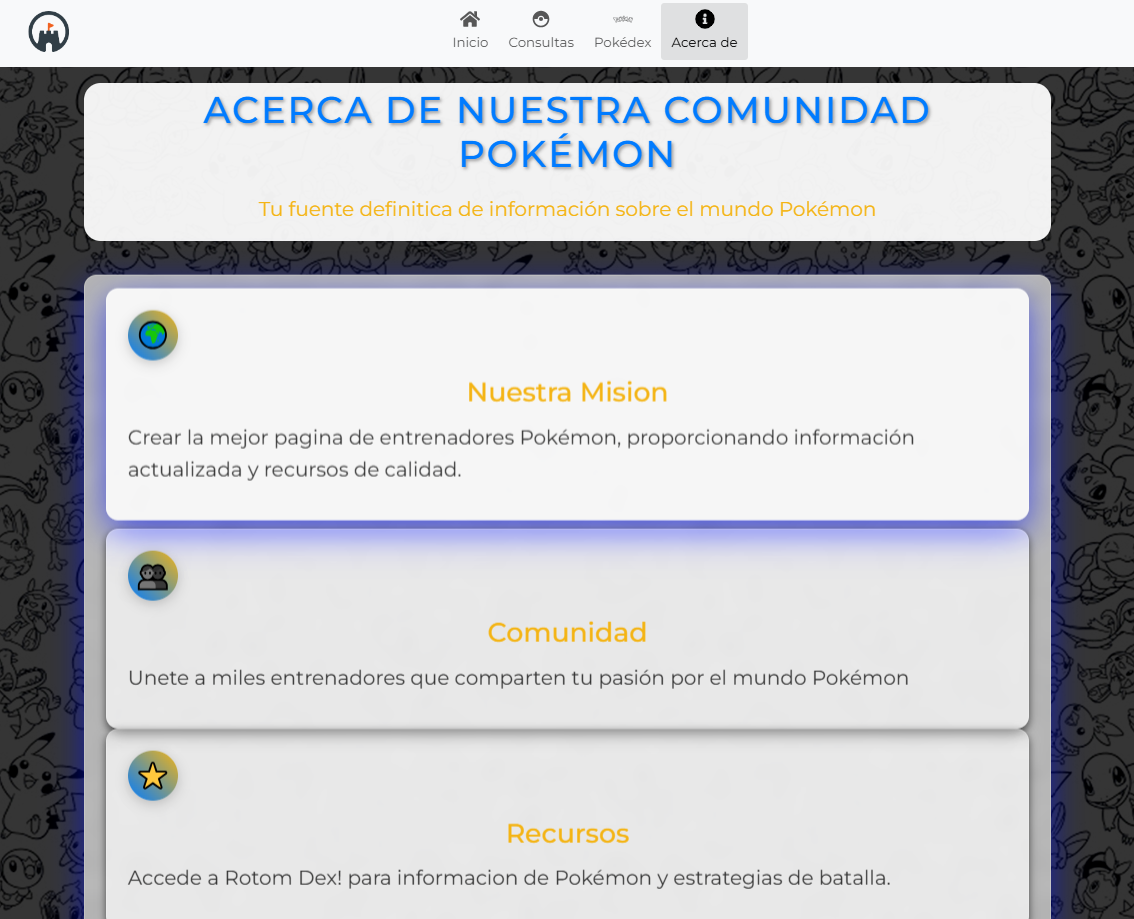 Inicio
Consultas
Pokédex
Acerca de
ACERCA DE NUESTRA COMUNIDAD
POKÉMON
Tu fuente definitica de información sobre el mundo Pokémon
Nuestra Mision
Crear la mejor pagina de entrenadores Pokémon, proporcionando información
actualizada y recursos de calidad.
Comunidad
Unete a miles entrenadores que comparten tu pasión por el mundo Pokémon
Recursos
Accede a Rotom Dex! para informacion de Pokémon y estrategias de batalla.